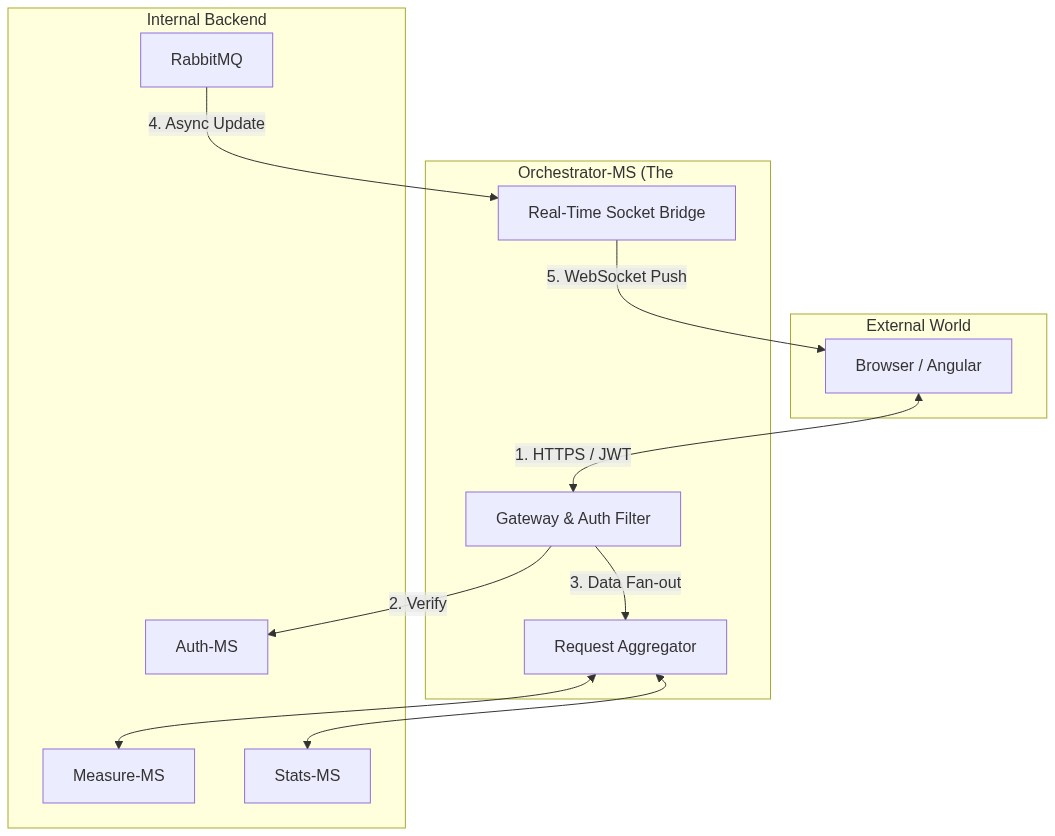 Internal Backend
RabbitMQ
4. Async Update
Orchestrator-MS (The
Real-Time Socket Bridge
5. WebSocket Push
External World
Browser / Angular
1. HTTPS / JWT
Gateway & Auth Filter
3. Data Fan-out
2. Verify
Auth-MS
Request Aggregator
Measure-MS
Stats-MS